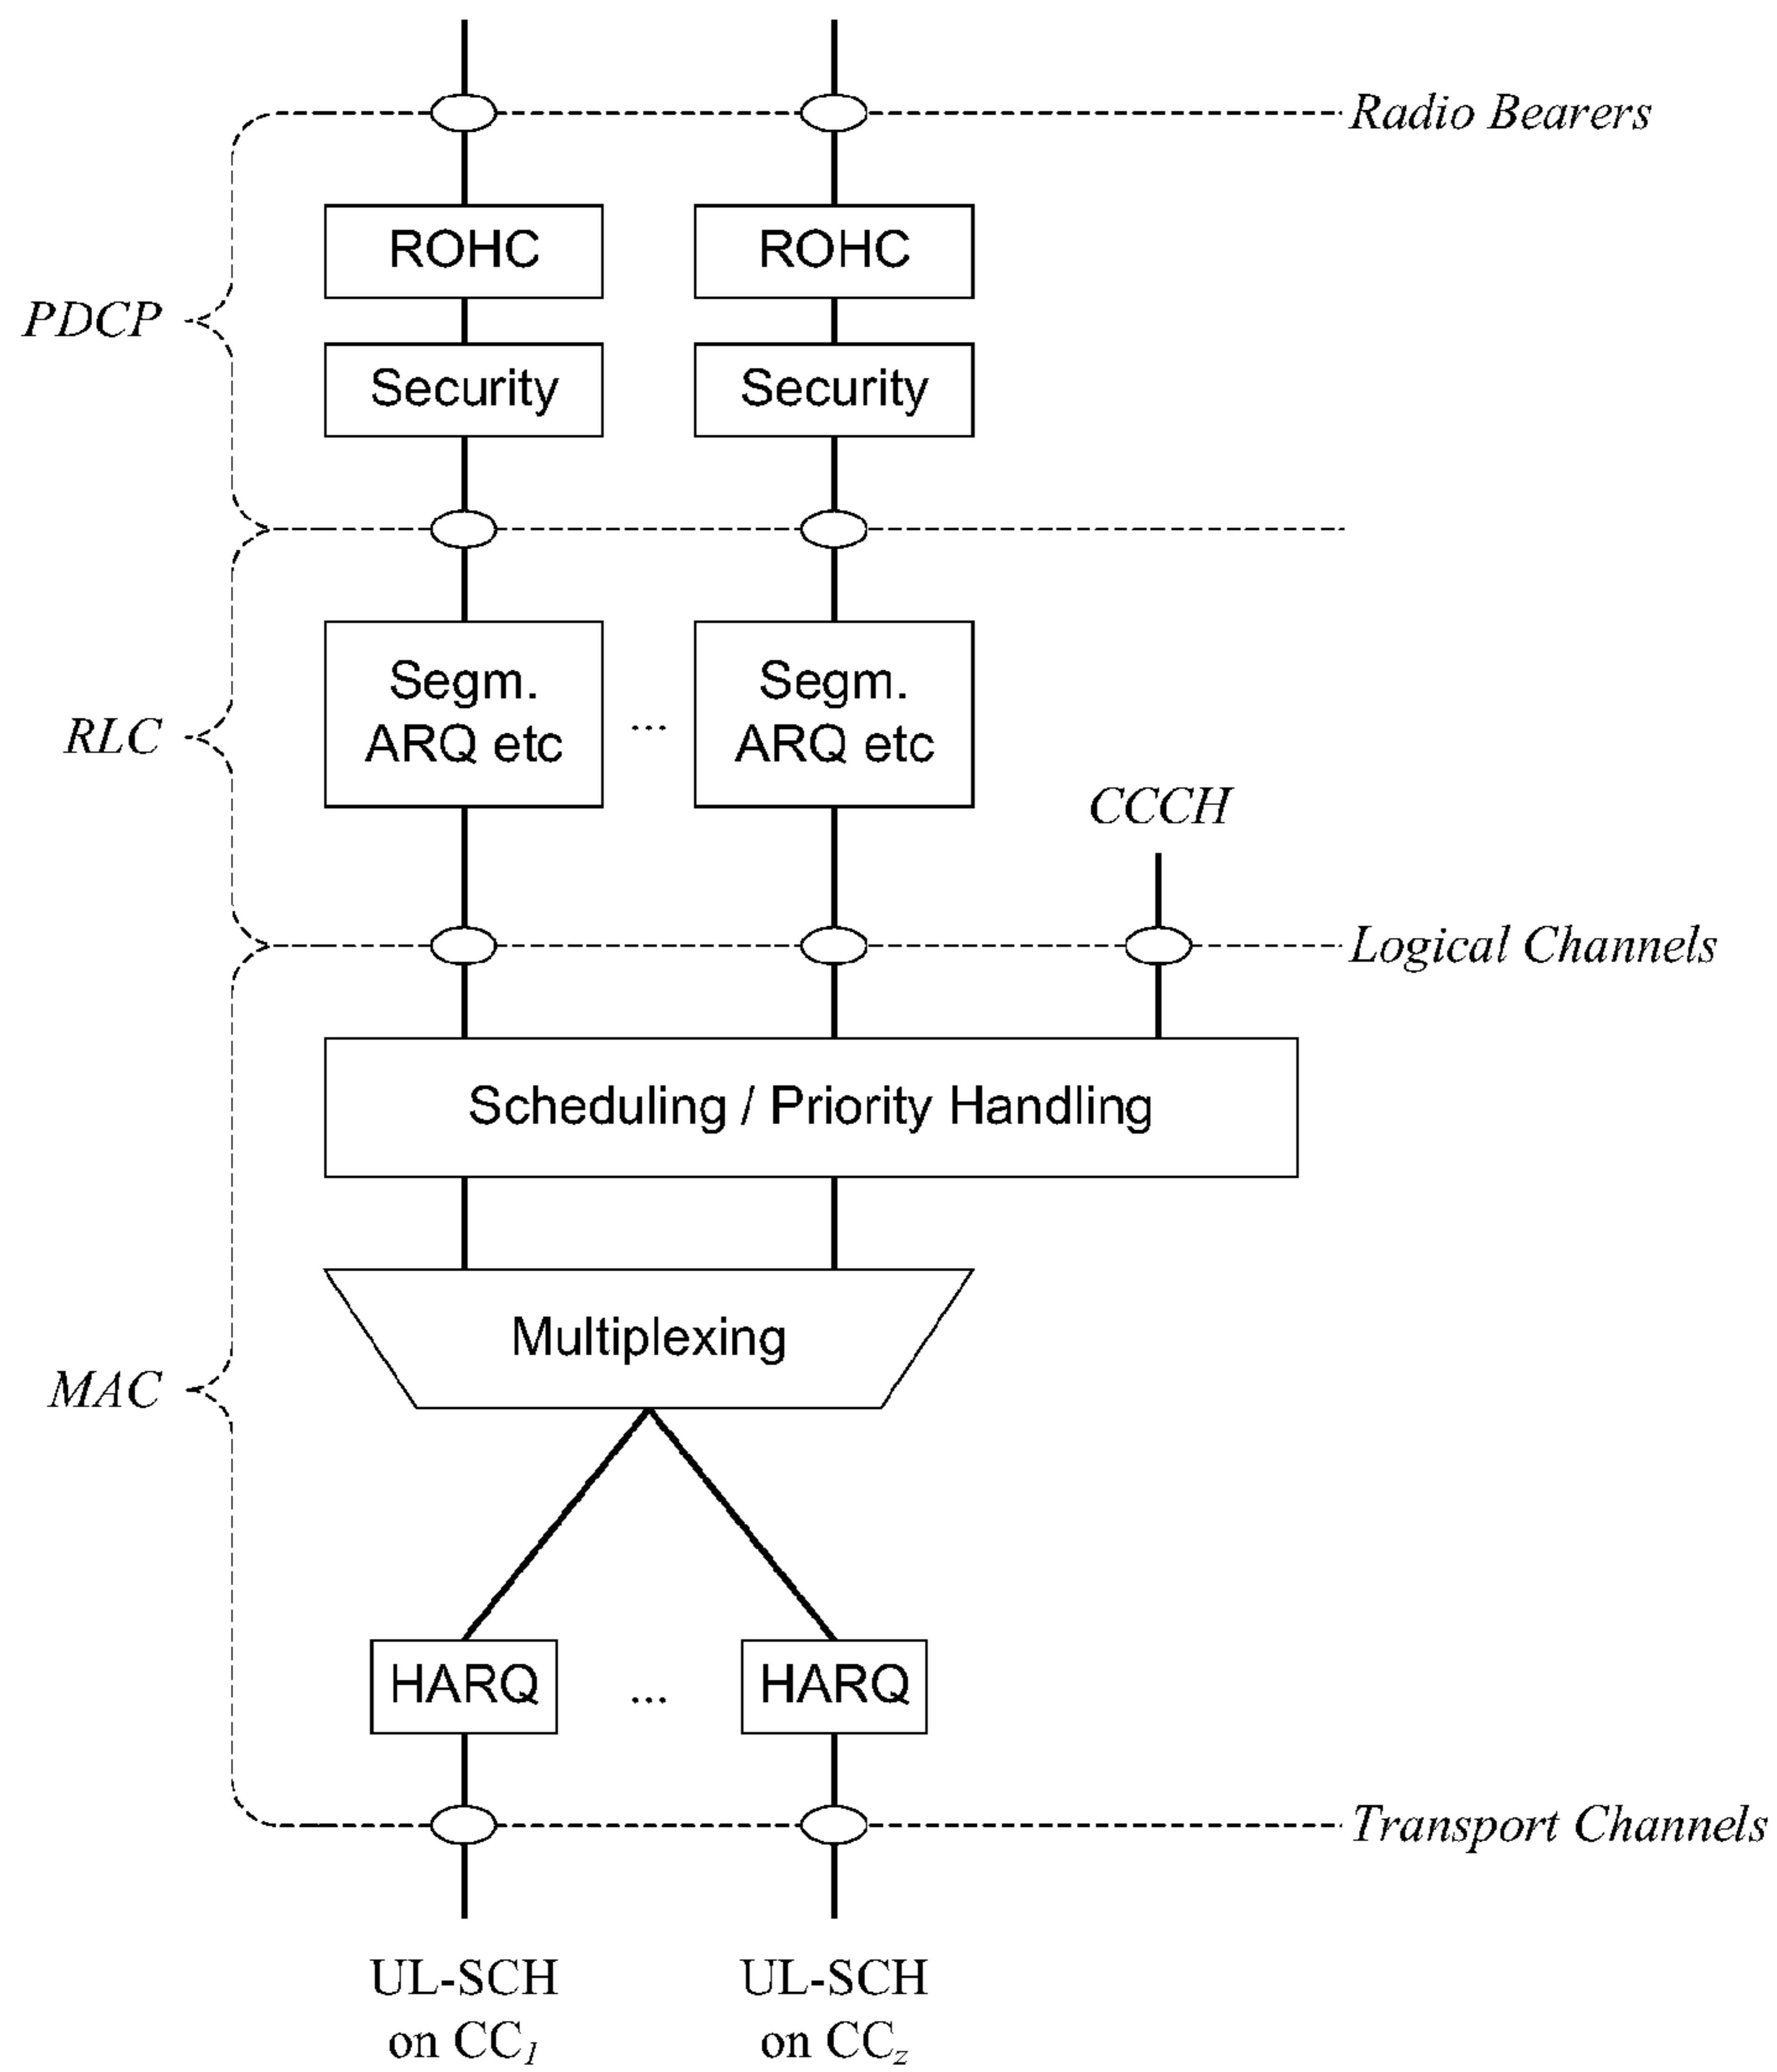 Radio Bearers
ROHC
ROHC
PDCP
Security
Security
Segm.
ARQ etc
...
Segm.
ARQ etc
RLC
CCCH
Logical Channels
Scheduling / Priority Handling
Multiplexing
MAC
HARQ
...
HARQ
Transport Channels
UL-SCH
on CC1
UL-SCH
on CCz